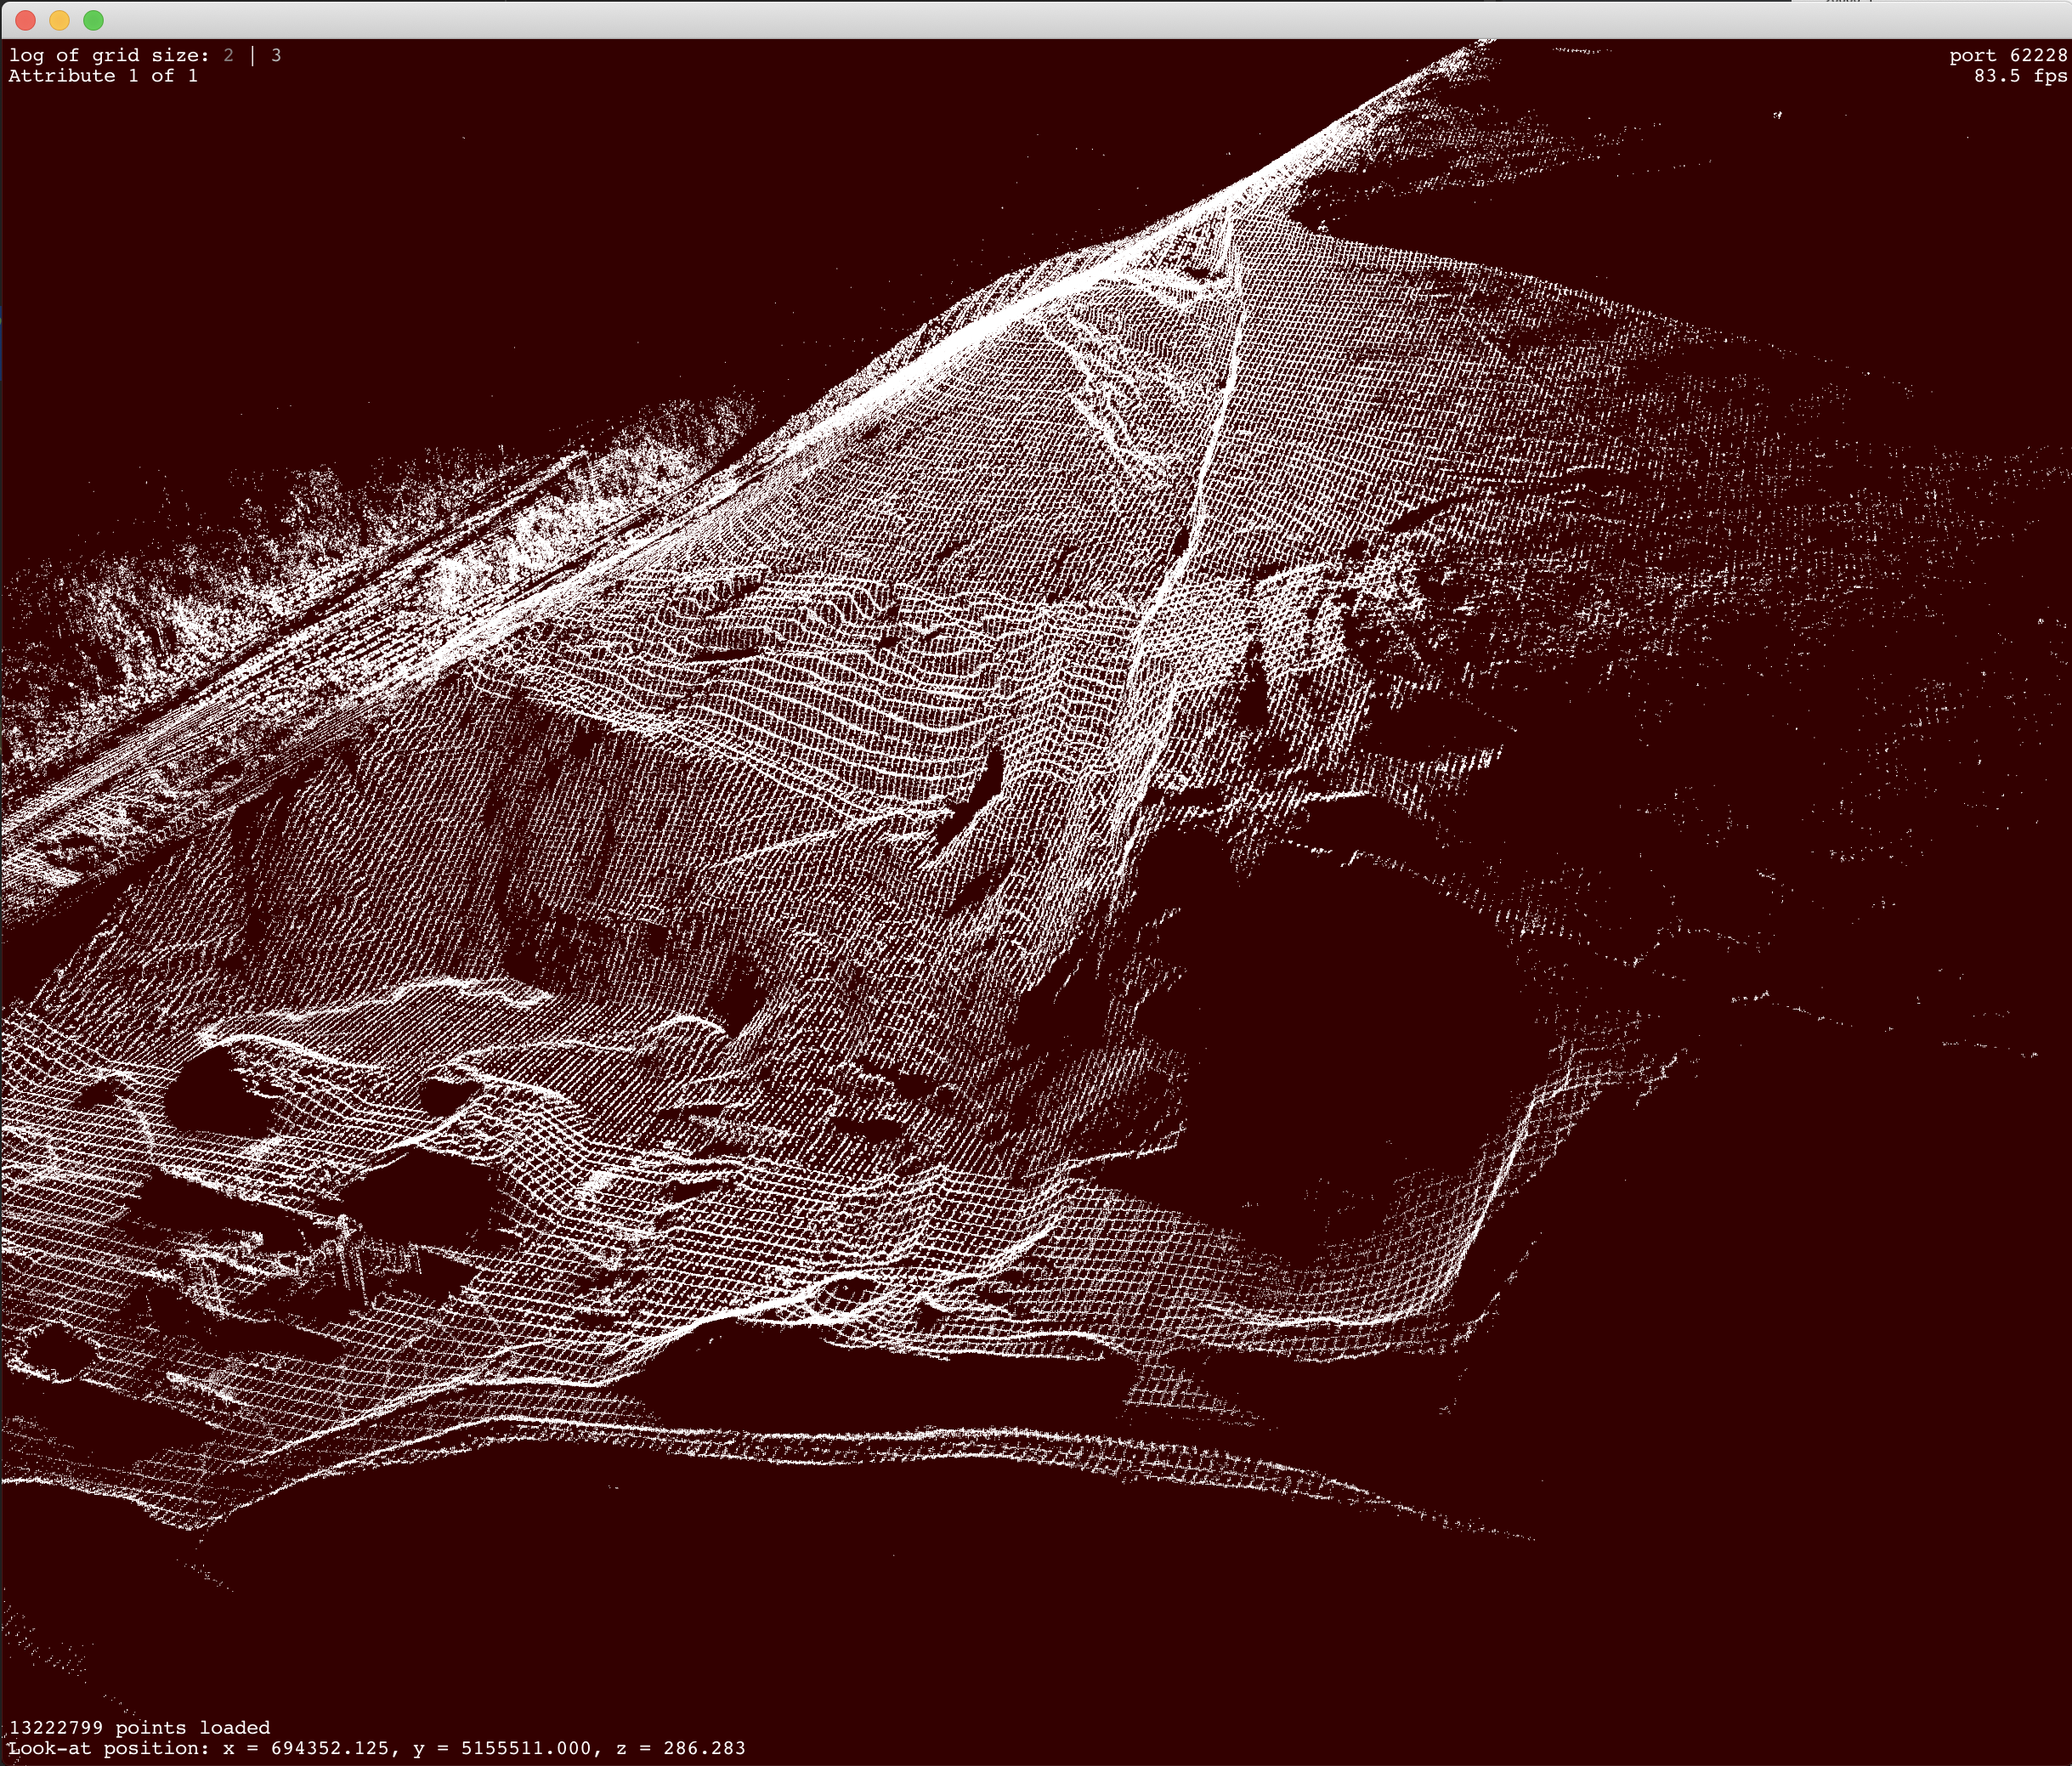 log of grid size: 2 | 3
port 62228
Attribute 1 of 1
83.5 fps
13222799 points loaded
Look-at position: x = 694352.125, y = 5155511.000, z = 286.283